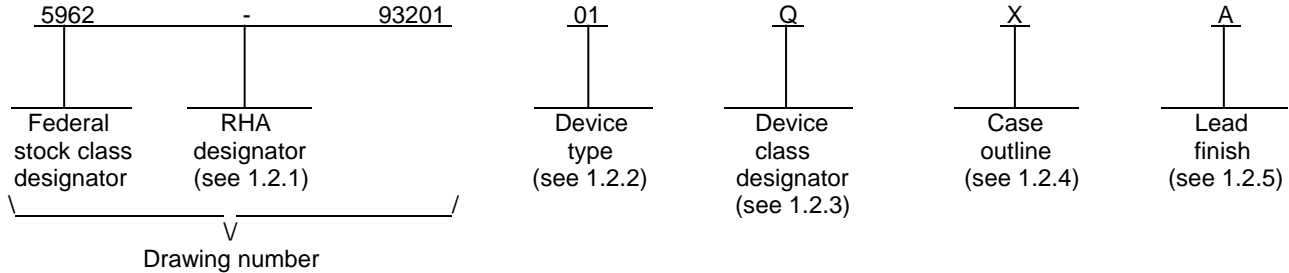 5962 - 93201 01 Q X A
Federal RHA Device Device Case Lead
stock class designator type class outline finish
designator (see 1.2.1) (see 1.2.2) designator (see 1.2.4) (see 1.2.5)
(see 1.2.3)
\ /
\/
Drawing number